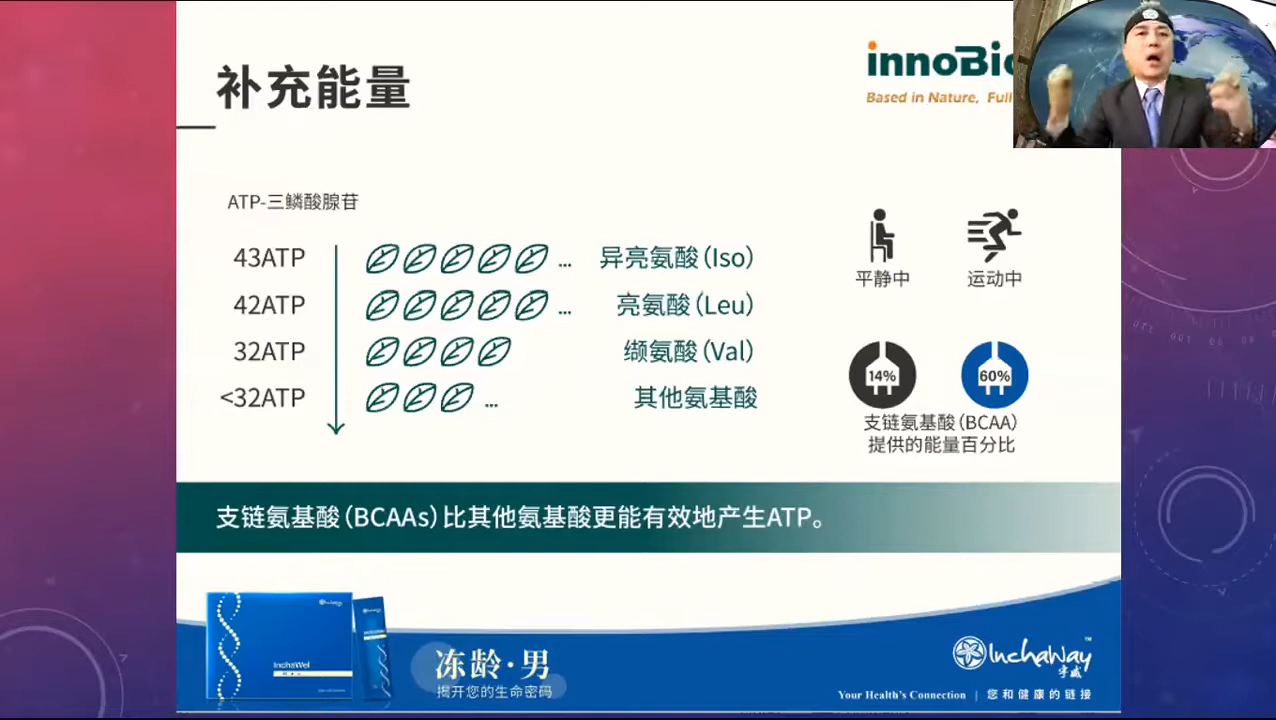 补充能量
innoBi
Based in Nature, Full
ATP-三鳞酸腺苷
43ATP ... 异亮氨酸(Iso)
42ATP ... 亮氨酸(Leu)
32ATP 缬氨酸(Val)
<32ATP ... 其他氨基酸
平静中 运动中
14% 60%
支链氨基酸(BCAA)
提供的能量百分比
支链氨基酸(BCAAs)比其他氨基酸更能有效地产生ATP。
InchaWel
冻龄·男
揭开您的生命密码
InchaWay™
宇威
Your Health's Connection | 您和健康的链接